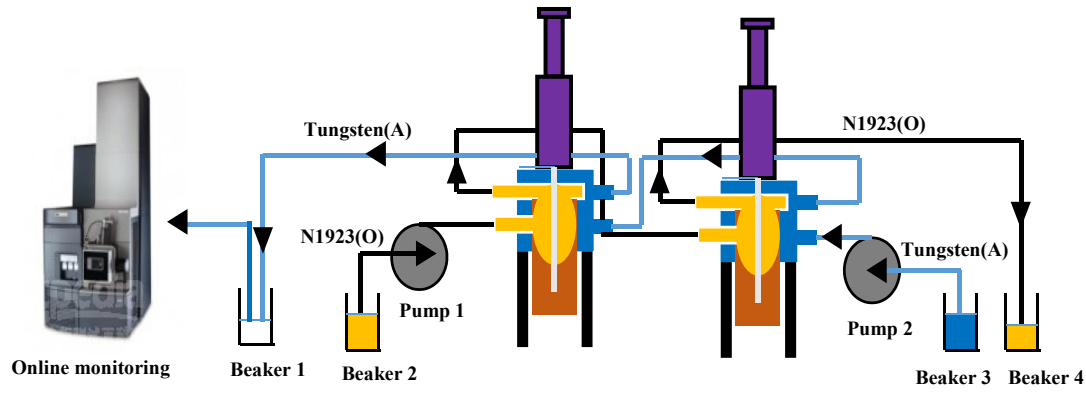 N1923(O)
Tungsten(A)
N1923(O)
Tungsten(A)
Pump 1
Pump 2
Online monitoring
Beaker 1
Beaker 2
Beaker 3
Beaker 4